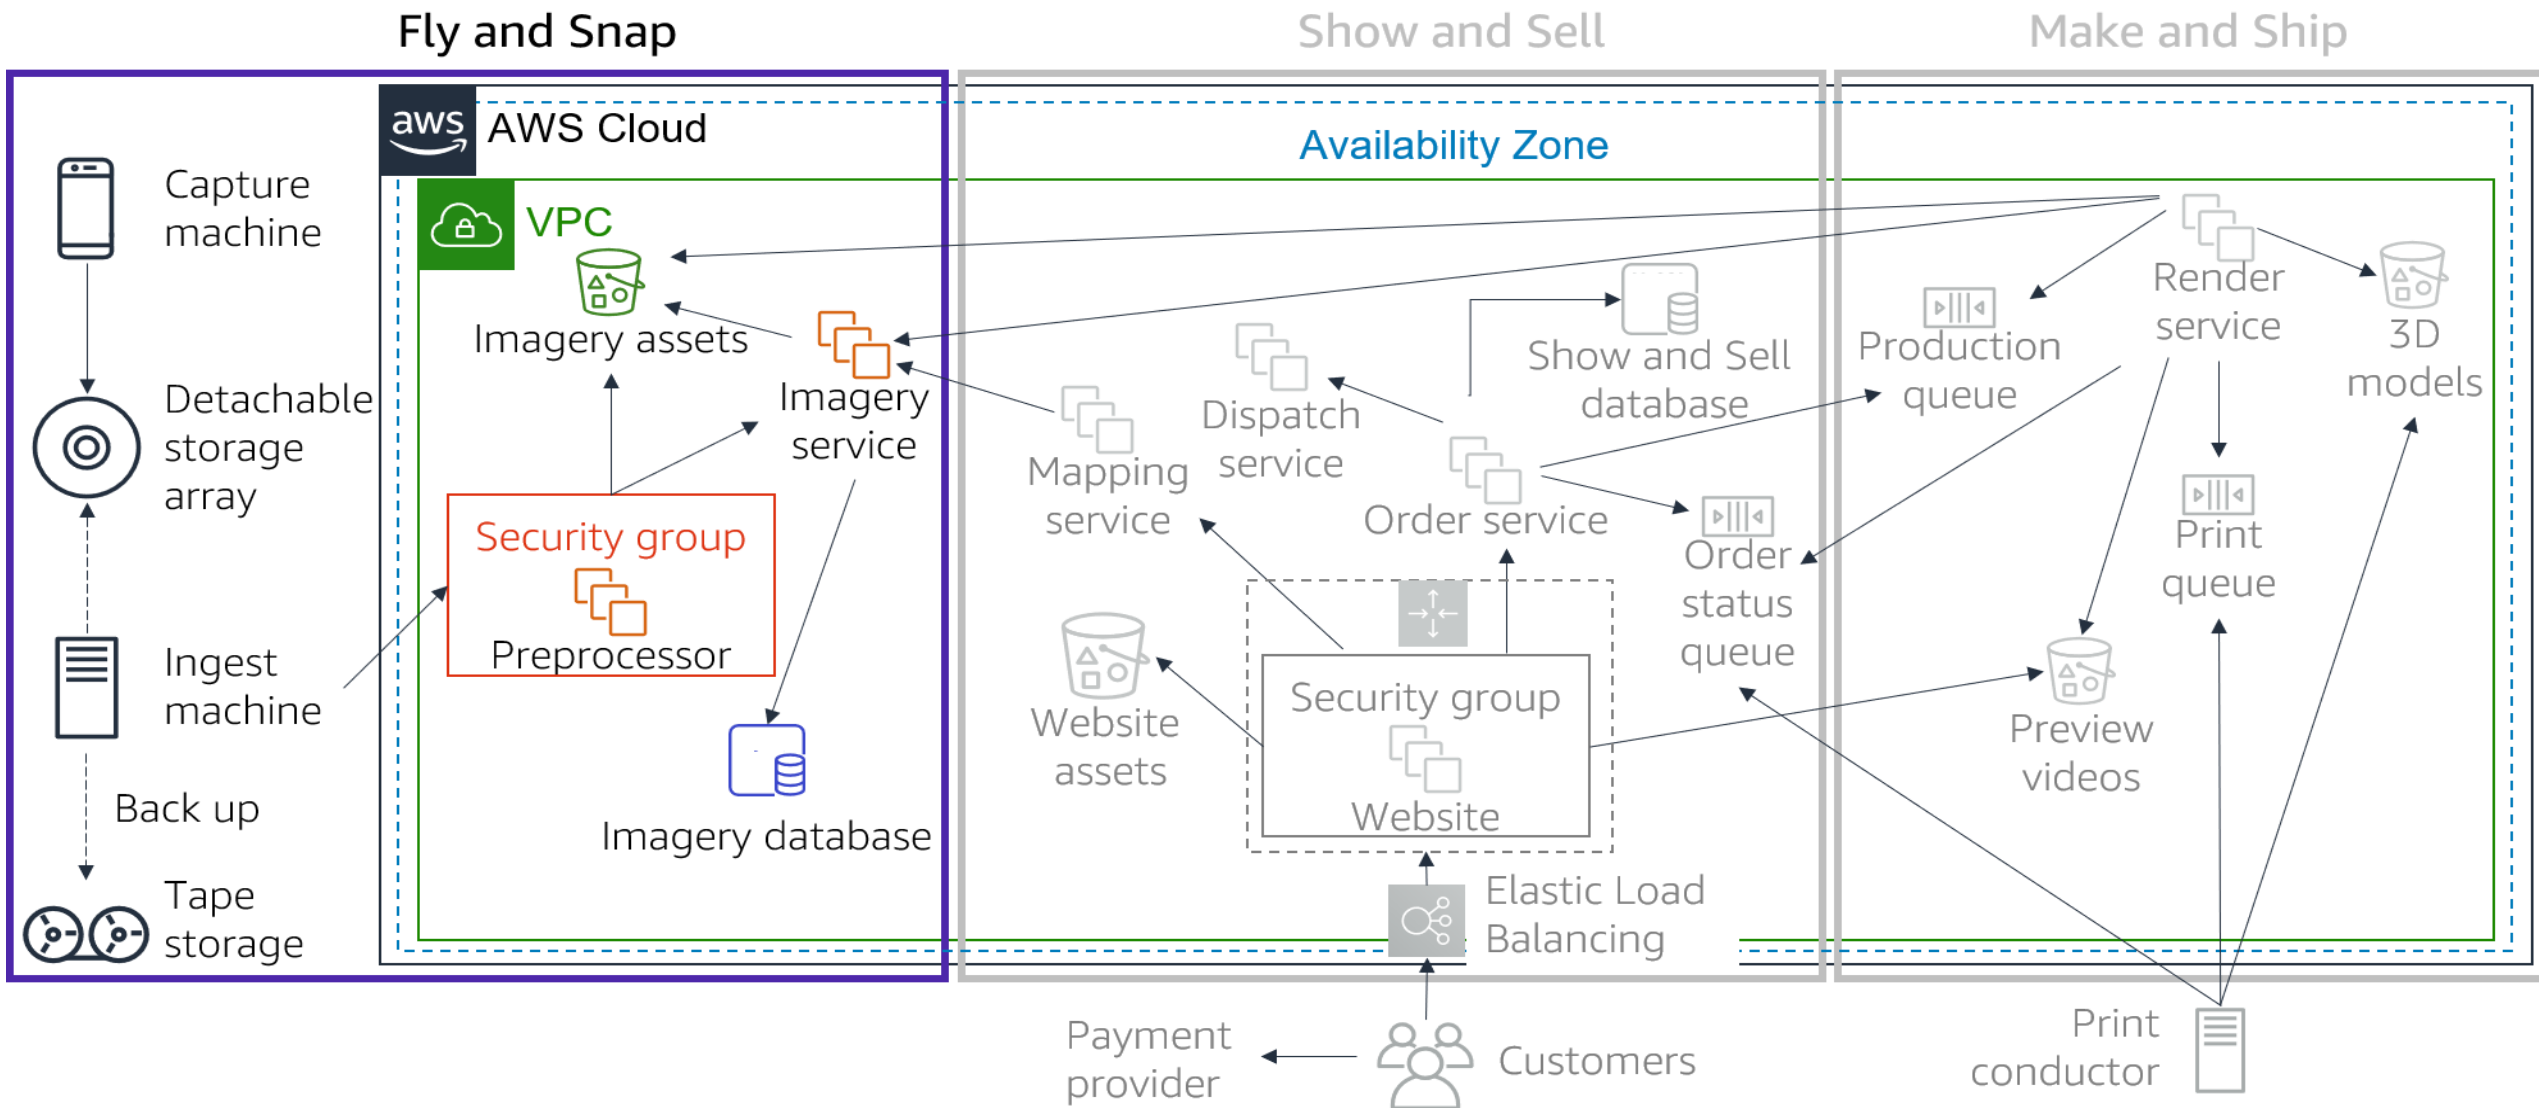 Fly and Snap
Show and Sell
Make and Ship
aws
AWS Cloud
Availability Zone
VPC
Capture
machine
Detachable
storage
array
Ingest
machine
Back up
Tape
storage
Imagery assets
Imagery
service
Security group
Preprocessor
Imagery database
Mapping
service
Dispatch
service
Show and Sell
database
Order service
Order
status
queue
Website
assets
Security group
Website
Elastic Load
Balancing
Payment
provider
Customers
Render
service
Production
queue
3D
models
Print
queue
Preview
videos
Print
conductor